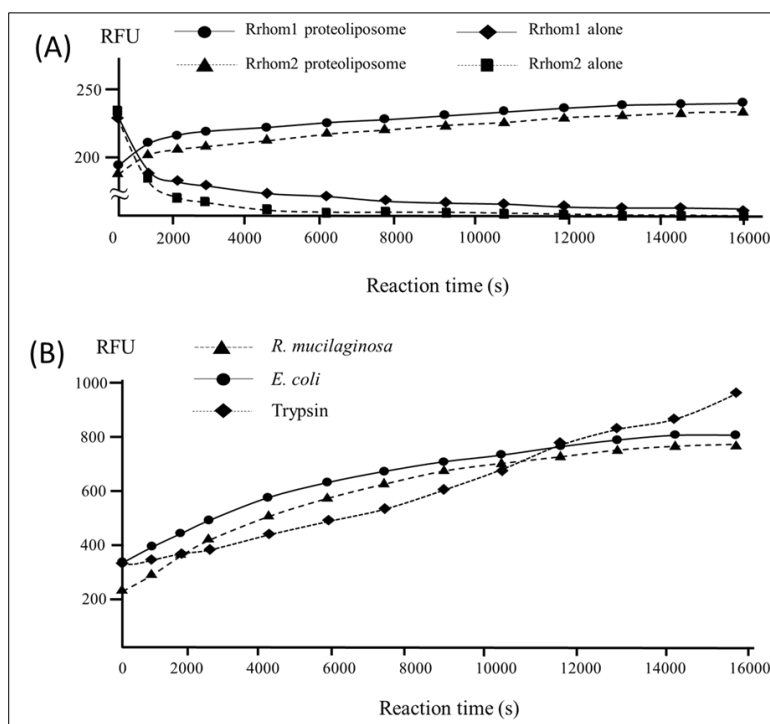 (A)
RFU
Rrhom1 proteoliposome
Rrhom1 alone
Rrhom2 proteoliposome
Rrhom2 alone
250
200
0 2000 4000 6000 8000 10000 12000 14000 16000
Reaction time (s)
(B)
RFU
R. mucilaginosa
E. coli
Trypsin
1000
800
600
400
200
0 2000 4000 6000 8000 10000 12000 14000 16000
Reaction time (s)